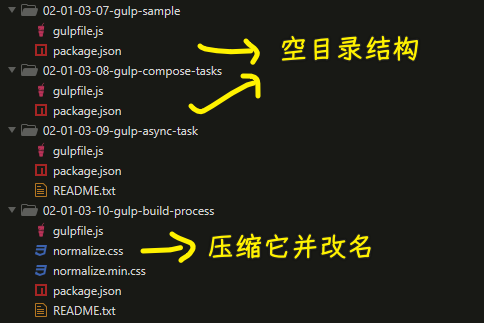 02-01-03-07-gulp-sample
gulpfile.js
package.json
空目录结构
02-01-03-08-gulp-compose-tasks
gulpfile.js
package.json
02-01-03-09-gulp-async-task
gulpfile.js
package.json
README.txt
02-01-03-10-gulp-build-process
gulpfile.js
normalize.css
压缩它并改名
normalize.min.css
package.json
README.txt